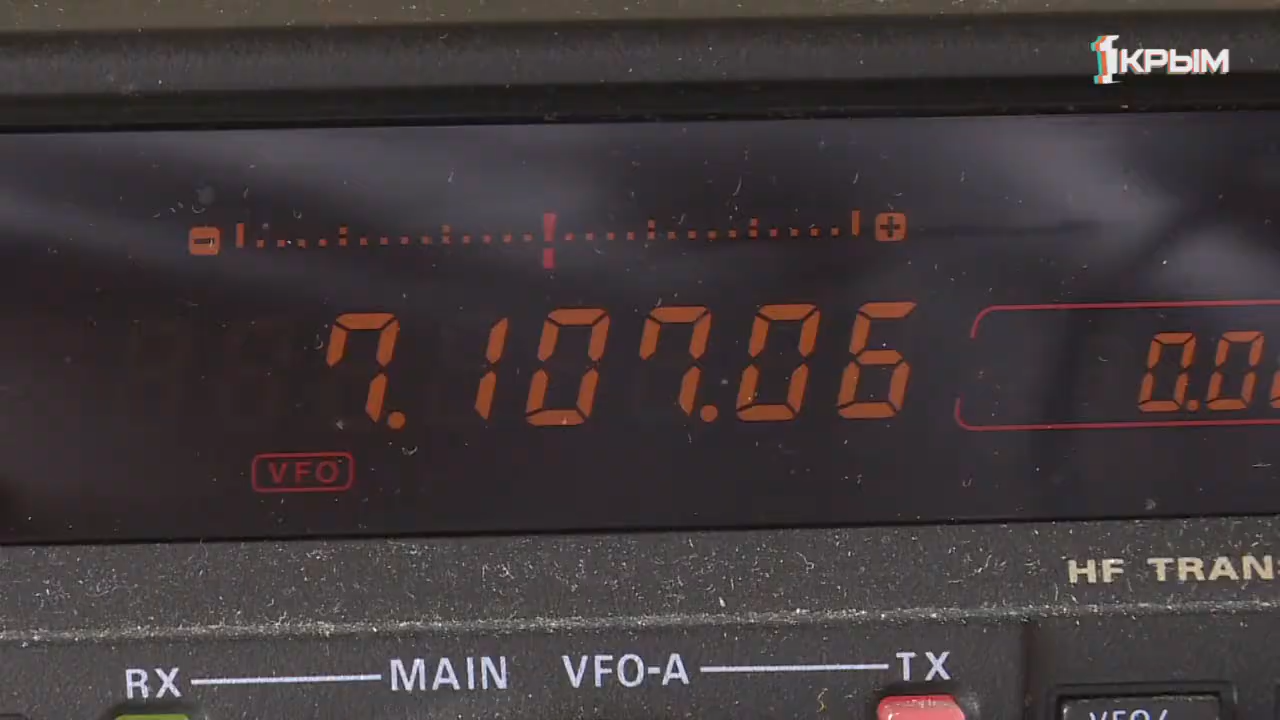 1КРЫМ
7.107.06
0.0
VFO
HF TRAN
RX MAIN VFO-A TX